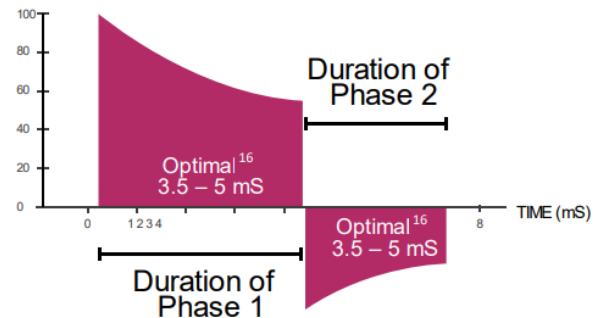 100
80
60
40
20
0
Duration of
Phase 2
Optimal 16
3.5 – 5 mS
Optimal 16
3.5 – 5 mS
TIME (mS)
0 1 2 3 4 8
Duration of
Phase 1